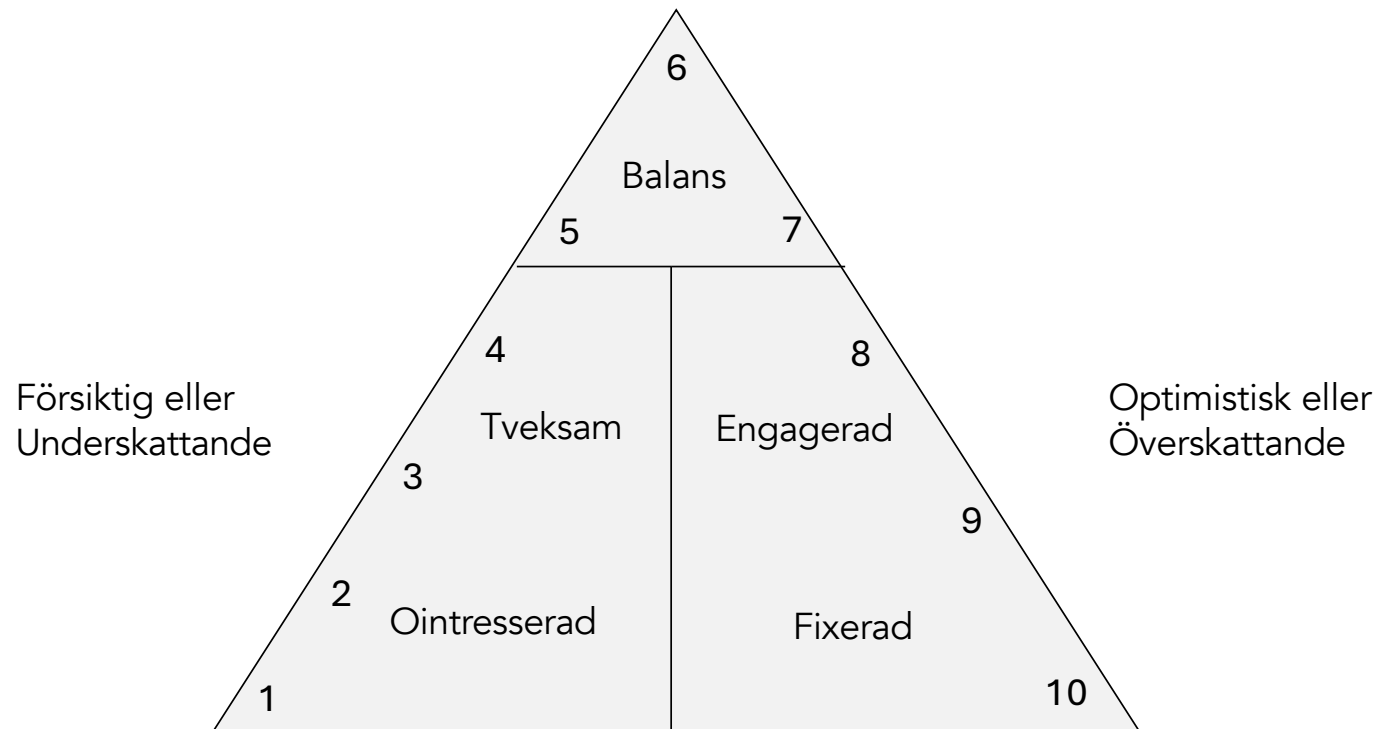 6
Balans
5
7
4
8
Försiktig eller
Underskattande
Optimistisk eller
Överskattande
Tveksam
Engagerad
3
9
2
Ointresserad
Fixerad
1
10